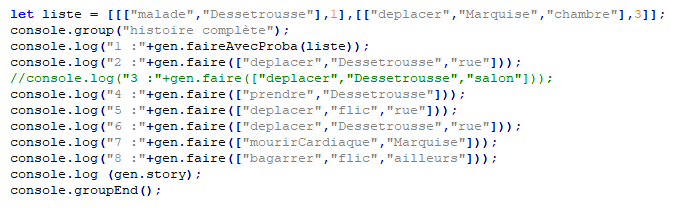 let liste = [[["malade","Dessetrousse"],1],[["deplacer","Marquise","chambre"],3]];
console.group("histoire complète");
console.log("1 :"+gen.faireAvecProba(liste));
console.log("2 :"+gen.faire(["deplacer","Dessetrousse","rue"]));
//console.log("3 :"+gen.faire(["deplacer","Dessetrousse","salon"]));
console.log("4 :"+gen.faire(["prendre","Dessetrousse"]));
console.log("5 :"+gen.faire(["deplacer","flic","rue"]));
console.log("6 :"+gen.faire(["deplacer","Dessetrousse","rue"]));
console.log("7 :"+gen.faire(["mourirCardiaque","Marquise"]));
console.log("8 :"+gen.faire(["bagarrer","flic","ailleurs"]));
console.log (gen.story);
console.groupEnd();